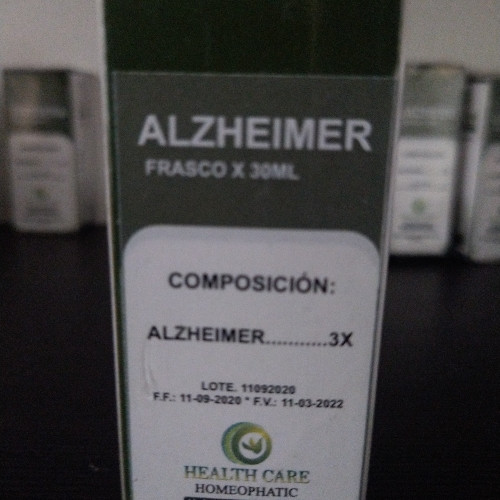 ALZHEIMER
FRASCO X 30ML
COMPOSICIÓN:
ALZHEIMER...........3X
LOTE. 11092020
F.F.: 11-09-2020 * F.V.: 11-03-2022
HEALTH CARE
HOMEOPHATIC